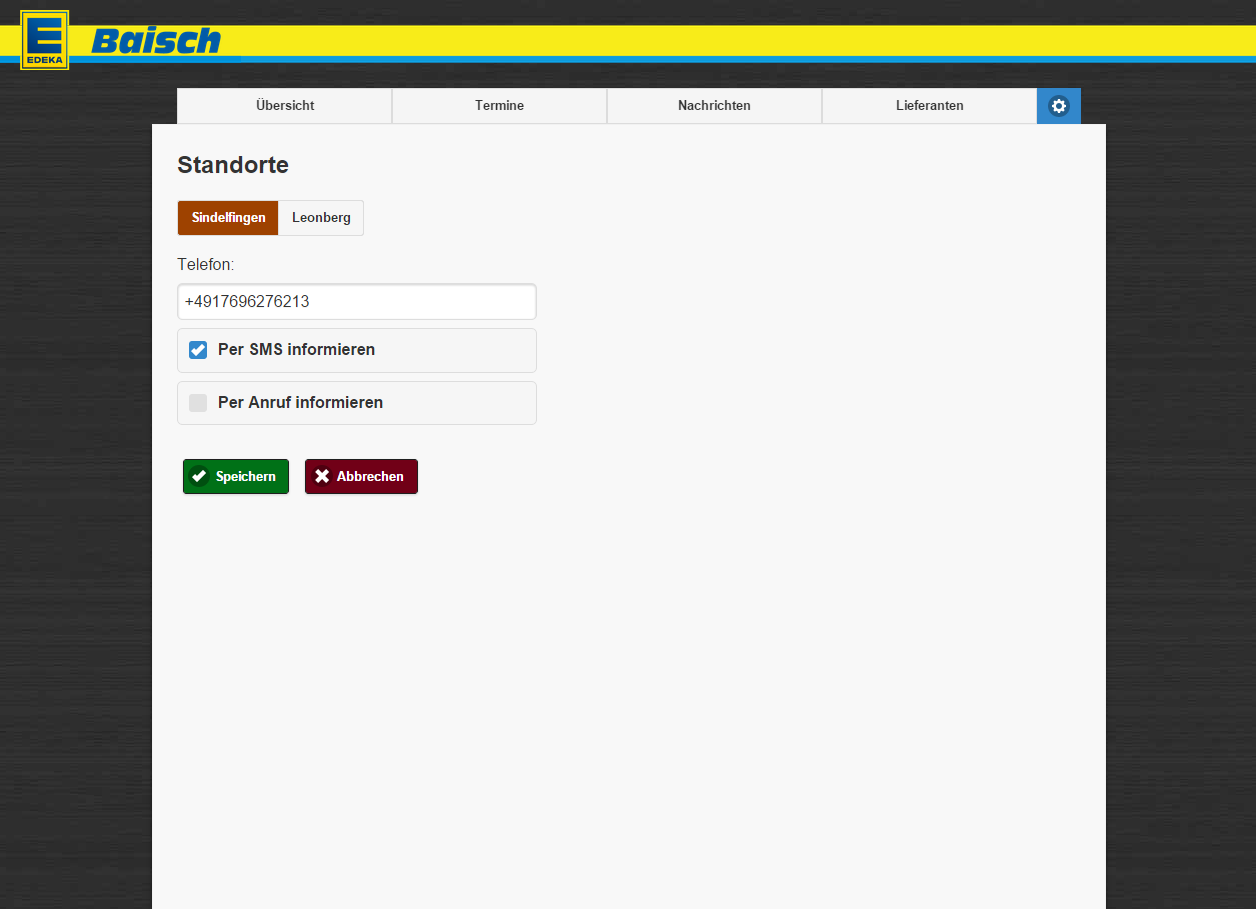 EDEKA
Baisch
Übersicht
Termine
Nachrichten
Lieferanten
Standorte
Sindelfingen
Leonberg
Telefon:
+4917696276213
Per SMS informieren
Per Anruf informieren
Speichern
Abbrechen